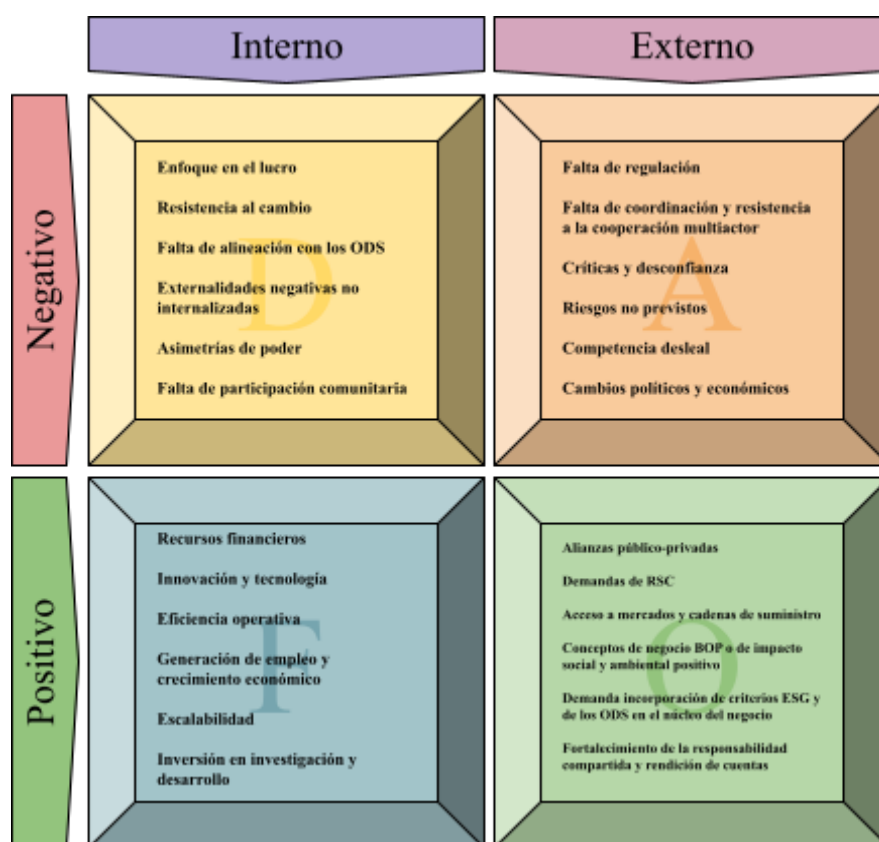 Interno
Externo
Negativo
Enfoque en el lucro
Resistencia al cambio
Falta de alineación con los ODS
Externalidades negativas no
internalizadas
Asimetrías de poder
Falta de participación comunitaria
D
Falta de regulación
Falta de coordinación y resistencia
a la cooperación multiactor
Críticas y desconfianza
Riesgos no previstos
Competencia desleal
Cambios políticos y económicos
A
Positivo
Recursos financieros
Innovación y tecnología
Eficiencia operativa
Generación de empleo y
crecimiento económico
Escalabilidad
Inversión en investigación y
desarrollo
F
Alianzas público-privadas
Demandas de RSC
Acceso a mercados y cadenas de suministro
Conceptos de negocio BOP o de impacto
social y ambiental positivo
Demanda incorporación de criterios ESG y
de los ODS en el núcleo del negocio
Fortalecimiento de la responsabilidad
compartida y rendición de cuentas
O